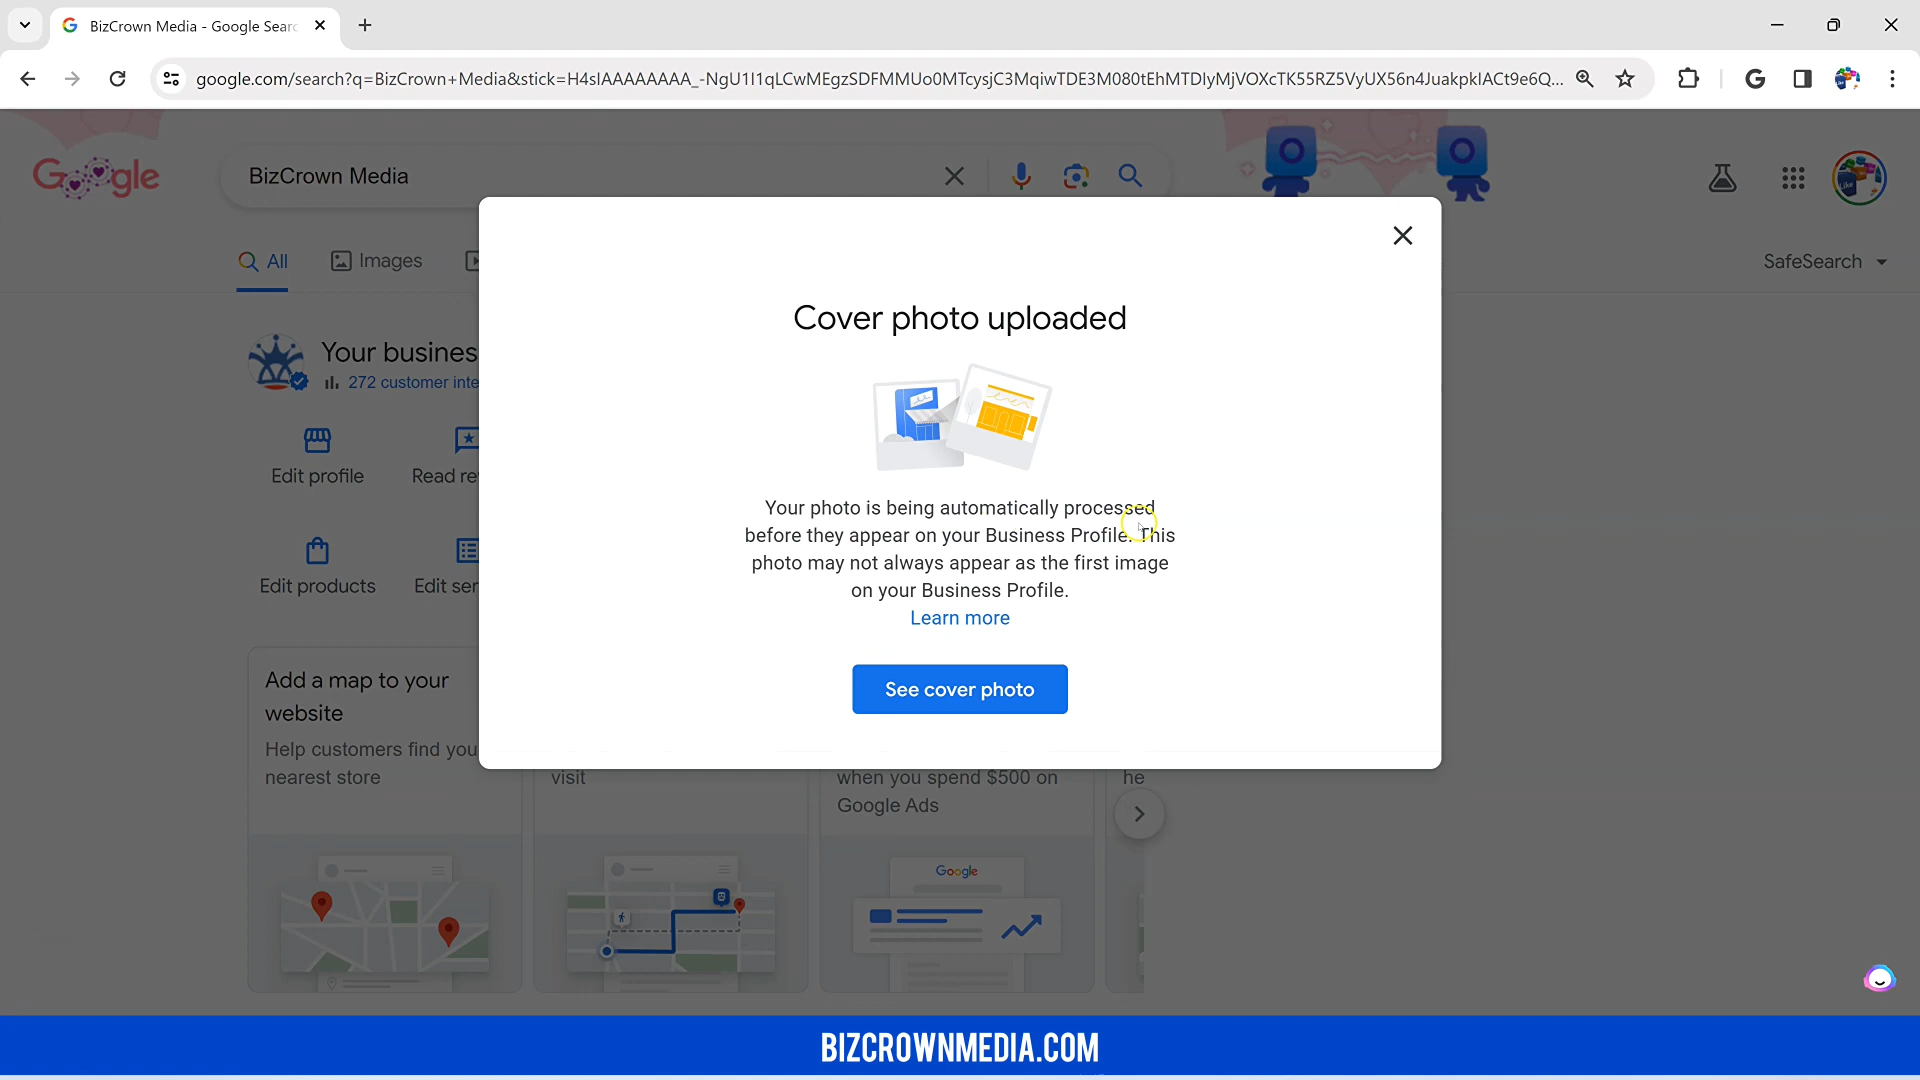 BizCrown Media - Google Searc
google.com/search?q=BizCrown+Media&stick=H4sIAAAAAAAA_-NgU1I1qLCwMEgzSDFMMUo0MTcysjC3MqiwTDE3M080tEhMTDIyMjVOXcTK55RZ5VyUX56n4JuakpkIACt9e6Q...
Google
BizCrown Media
All
Images
SafeSearch
Cover photo uploaded
Your business
272 customer inte
Edit profile
Read re
Your photo is being automatically processed
before they appear on your Business Profile. This
photo may not always appear as the first image
on your Business Profile.
Learn more
Edit products
Edit ser
See cover photo
Add a map to your
website
Help customers find you
nearest store
visit
when you spend $500 on
Google Ads
he
Google
BIZCROWNMEDIA.COM